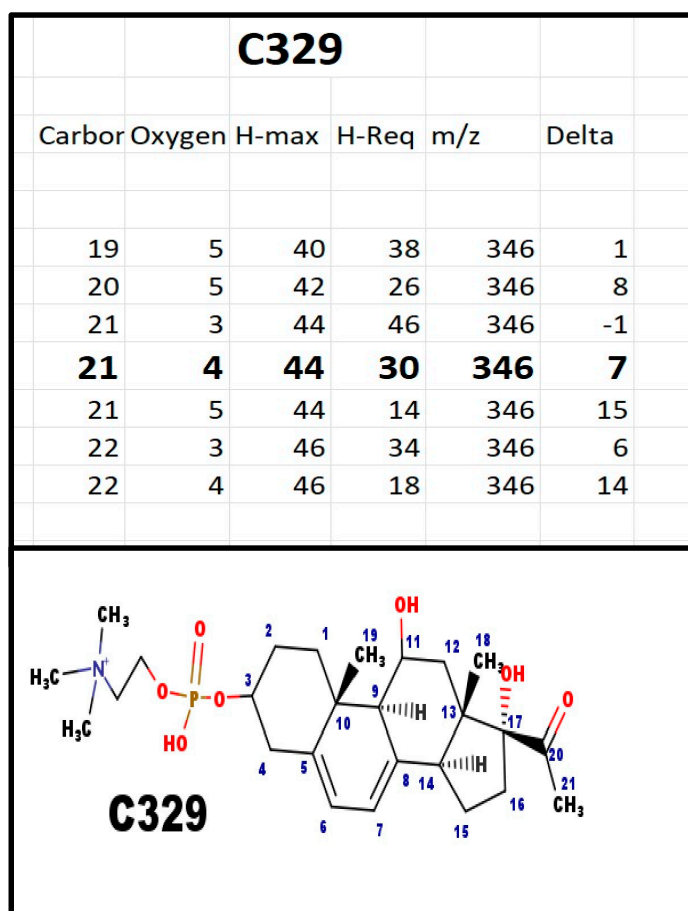 C329
Carbor Oxygen H-max H-Req m/z Delta
19 5 40 38 346 1
20 5 42 26 346 8
21 3 44 46 346 -1
21 4 44 30 346 7
21 5 44 14 346 15
22 3 46 34 346 6
22 4 46 18 346 14
CH3 O 2 1 19 CH3 OH 11 12 18 CH3 OH O
H3C N+ O P O 3 9 H 13 17
H3C HO 10 20
4 5 8 14 H 21
6 7 15 16 CH3
C329